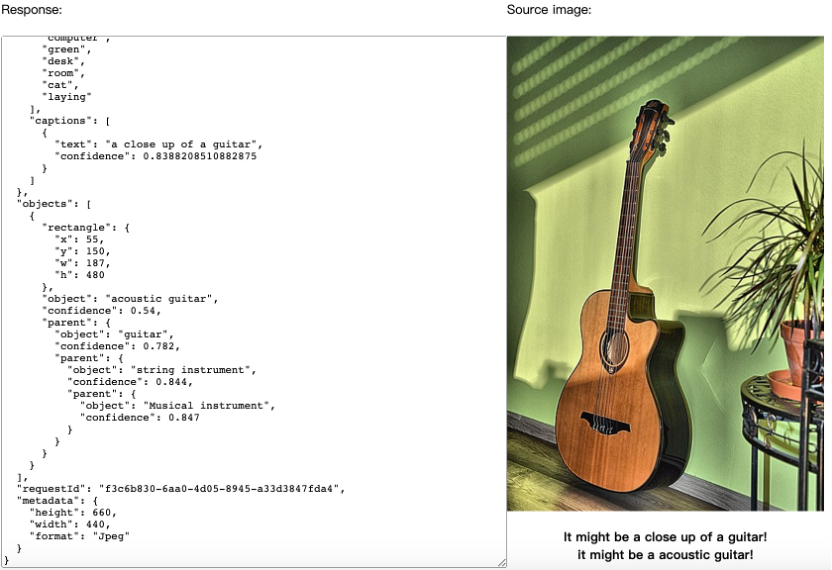 Response:
Source image:
"computer",
"green",
"desk",
"room",
"cat",
"laying"
],
"captions": [
{
"text": "a close up of a guitar",
"confidence": 0.8388208510882875
}
]
},
"objects": [
{
"rectangle": {
"x": 55,
"y": 150,
"w": 187,
"h": 480
},
"object": "acoustic guitar",
"confidence": 0.54,
"parent": {
"object": "guitar",
"confidence": 0.782,
"parent": {
"object": "string instrument",
"confidence": 0.844,
"parent": {
"object": "Musical instrument",
"confidence": 0.847
}
}
}
}
],
"requestId": "f3c6b830-6aa0-4d05-8945-a33d3847fda4",
"metadata": {
"height": 660,
"width": 440,
"format": "Jpeg"
}
}
It might be a close up of a guitar!
it might be a acoustic guitar!